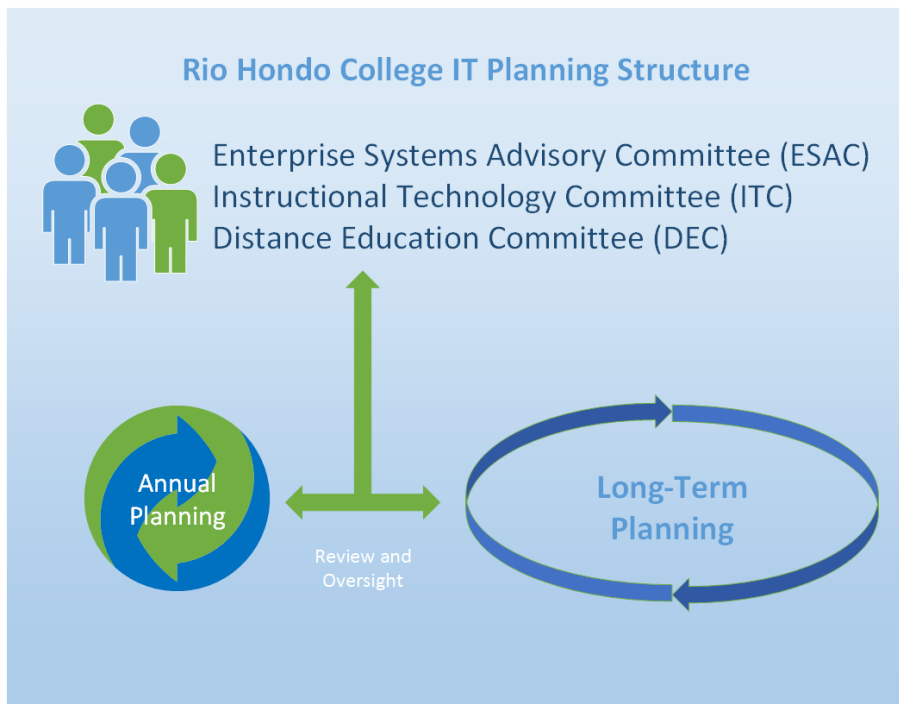 Rio Hondo College IT Planning Structure
Enterprise Systems Advisory Committee (ESAC)
Instructional Technology Committee (ITC)
Distance Education Committee (DEC)
Annual
Planning
Review and
Oversight
Long-Term
Planning